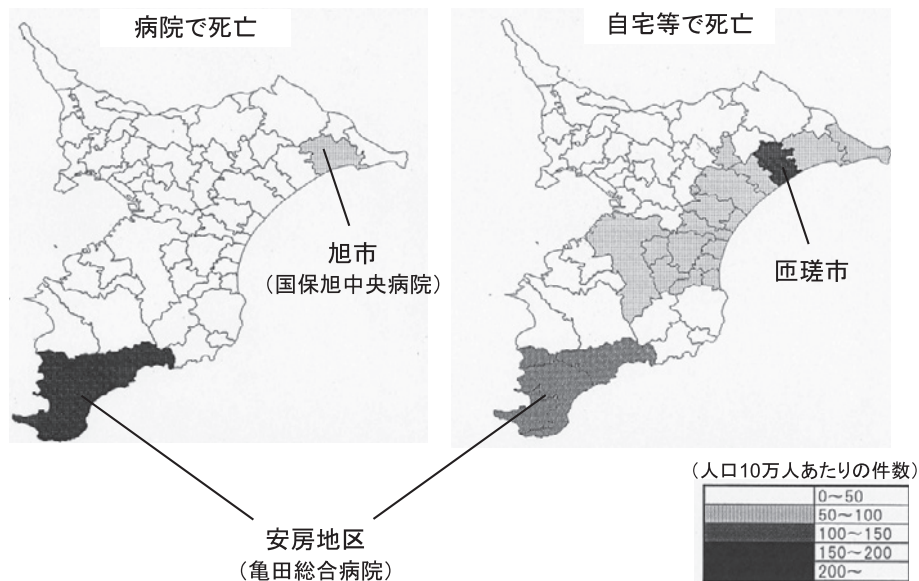 病院で死亡
自宅等で死亡
旭市
(国保旭中央病院)
匝瑳市
安房地区
(亀田総合病院)
(人口10万人あたりの件数)
0〜50
50〜100
100〜150
150〜200
200〜